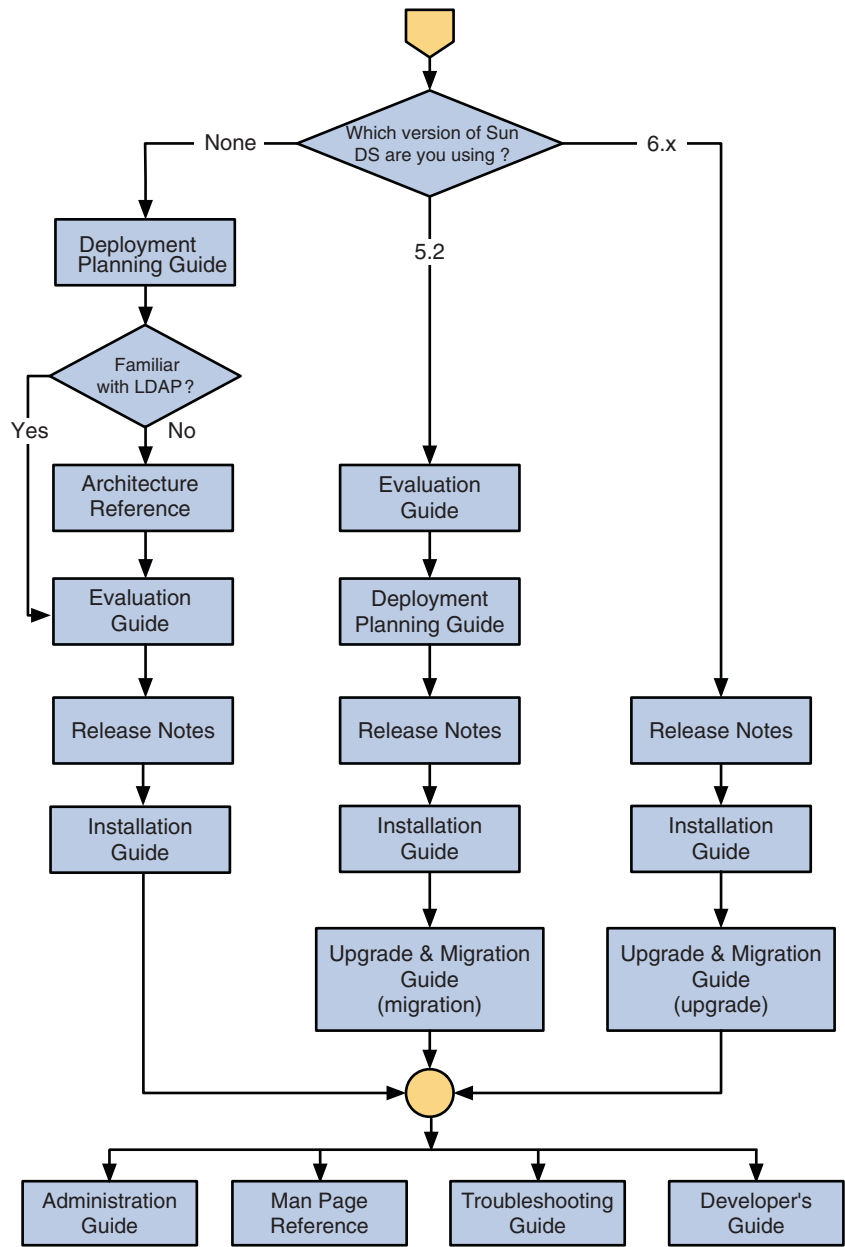 Which version of Sun
DS are you using ?
None
6.x
5.2
Deployment
Planning Guide
Familiar
with LDAP ?
Yes
No
Architecture
Reference
Evaluation
Guide
Release Notes
Installation
Guide
Evaluation
Guide
Deployment
Planning Guide
Release Notes
Installation
Guide
Upgrade & Migration
Guide
(migration)
Release Notes
Installation
Guide
Upgrade & Migration
Guide
(upgrade)
Administration
Guide
Man Page
Reference
Troubleshooting
Guide
Developer's
Guide